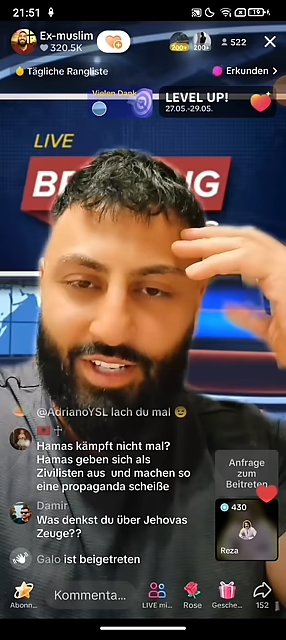 21:51
19
Ex-muslim
320.5K
200+
200+
522
Tägliche Rangliste
Erkunden >
Vielen Dank
LEVEL UP!
27.05.-29.05.
LIVE
@AdrianoYSL lach du mal
Hamas kämpft nicht mal?
Hamas geben sich als
Zivilisten aus und machen so
eine propaganda scheiße
Anfrage
zum
Beitreten
430
Reza
Damir
Was denkst du über Jehovas
Zeuge??
Galo ist beigetreten
Abonn...
Kommenta...
LIVE mi...
Rose
Gesche...
152